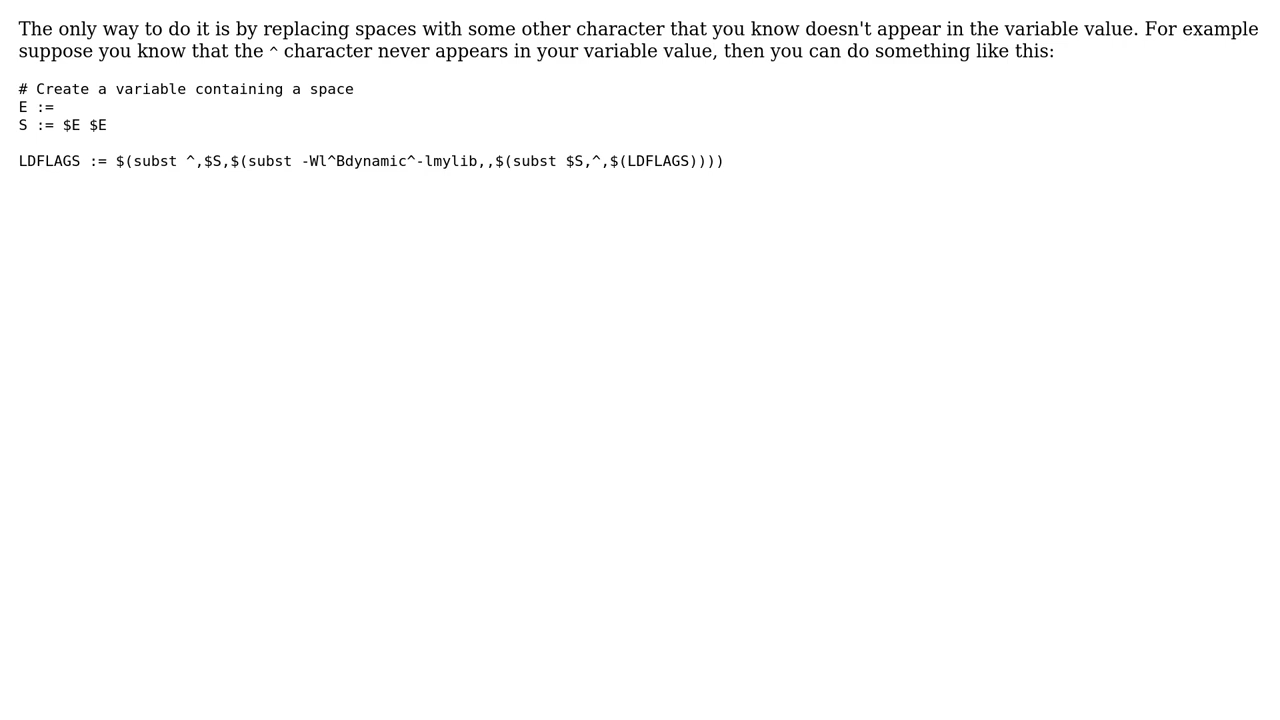 The only way to do it is by replacing spaces with some other character that you know doesn't appear in the variable value. For example
suppose you know that the ^ character never appears in your variable value, then you can do something like this:
# Create a variable containing a space
E :=
S := $E $E
LDFLAGS := $(subst ^,$S,$(subst -Wl^Bdynamic^-lmylib,,$(subst $S,^,$(LDFLAGS))))